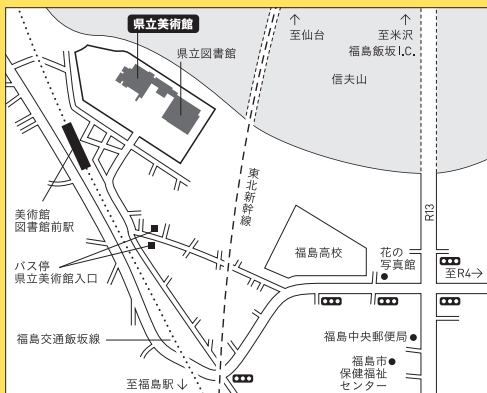 県立美術館
県立図書館
↑
至仙台
↑
至米沢
福島飯坂I.C.
信夫山
東北新幹線
R13
美術館
図書館前駅
バス停
県立美術館入口
福島高校
花の
写真館
至R4→
福島交通飯坂線
福島中央郵便局
福島市
保健福祉
センター
至福島駅↓